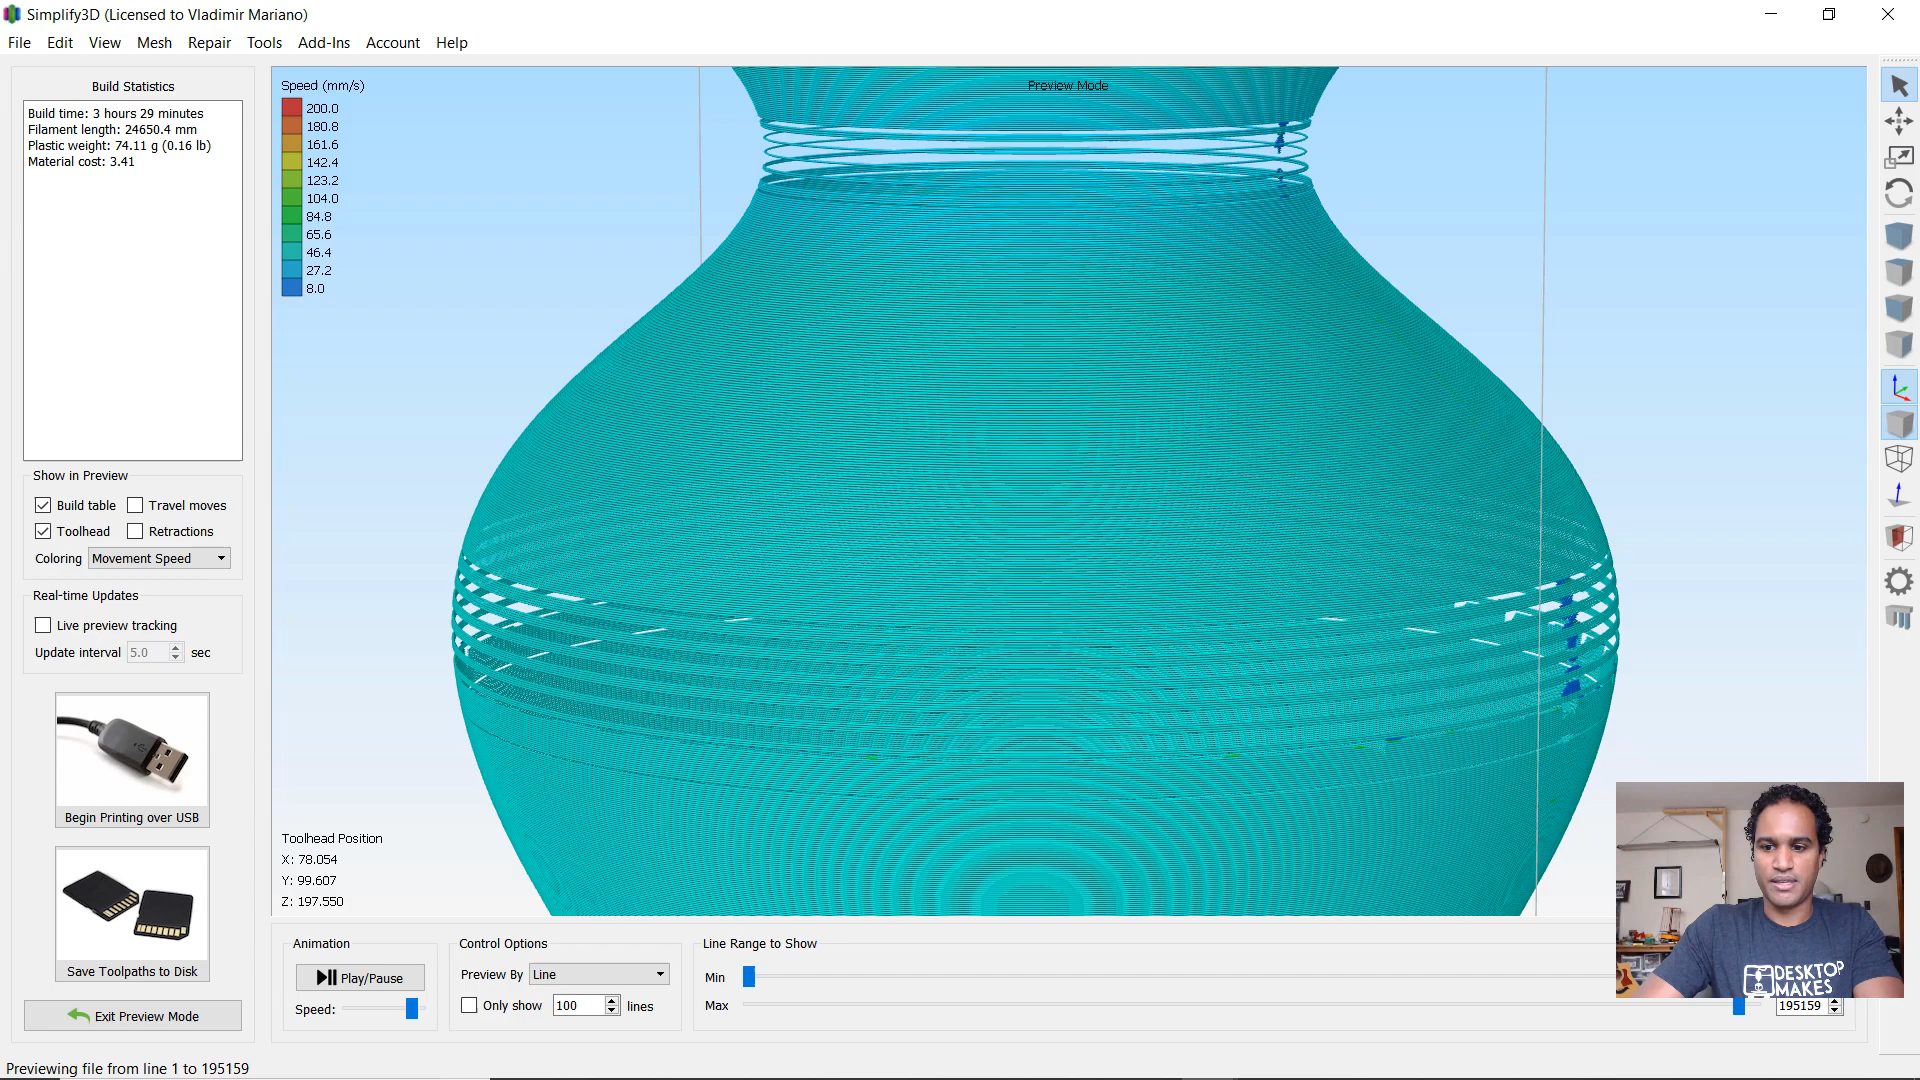 Simplify3D (Licensed to Vladimir Mariano)
File Edit View Mesh Repair Tools Add-Ins Account Help
Build Statistics
Build time: 3 hours 29 minutes
Filament length: 24650.4 mm
Plastic weight: 74.11 g (0.16 lb)
Material cost: 3.41
Show in Preview
Build table Travel moves
Toolhead Retractions
Coloring Movement Speed
Real-time Updates
Live preview tracking
Update interval 5.0 sec
Begin Printing over USB
Save Toolpaths to Disk
Exit Preview Mode
Speed (mm/s)
200.0
180.8
161.6
142.4
123.2
104.0
84.8
65.6
46.4
27.2
8.0
Preview Mode
Toolhead Position
X: 78.054
Y: 99.607
Z: 197.550
Animation
Play/Pause
Speed:
Control Options
Preview By Line
Only show 100 lines
Line Range to Show
Min
Max 195159
DESKTOP
MAKES
Previewing file from line 1 to 195159